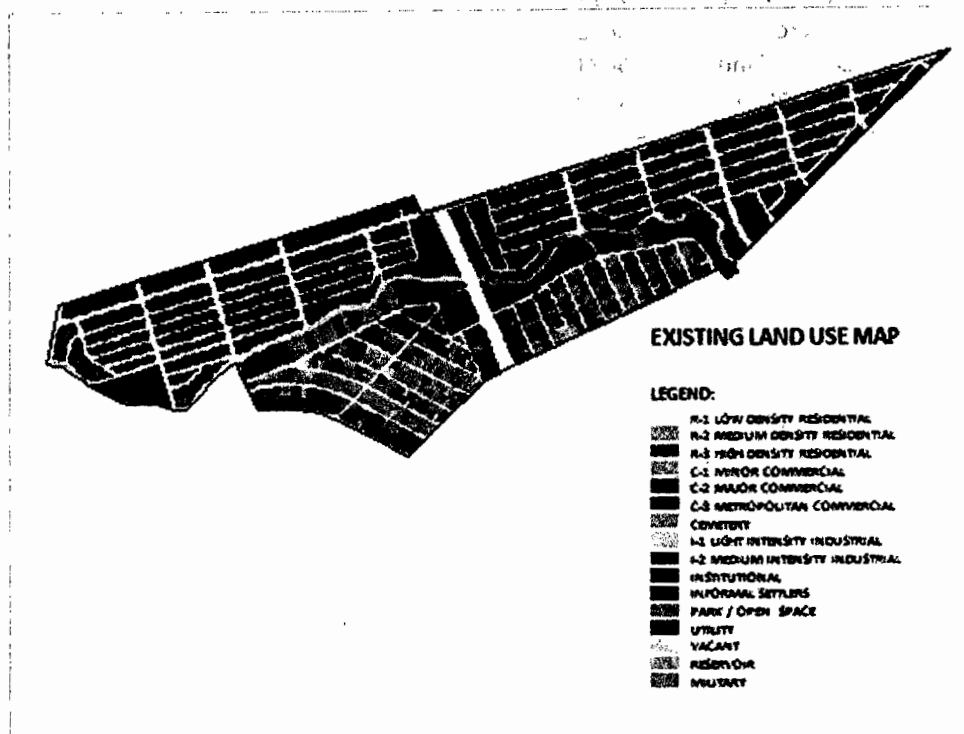 EXISTING LAND USE MAP
LEGEND:
R-1 LOW DENSITY RESIDENTIAL
R-2 MEDIUM DENSITY RESIDENTIAL
R-3 HIGH DENSITY RESIDENTIAL
C-1 MINOR COMMERCIAL
C-2 MAJOR COMMERCIAL
C-3 METROPOLITAN COMMERCIAL
CEMETERY
I-1 LIGHT INTENSITY INDUSTRIAL
I-2 MEDIUM INTENSITY INDUSTRIAL
INSTITUTIONAL
INFORMAL SETTLERS
PARK / OPEN SPACE
UTILITY
VACANT
RESERVOIR
MILITARY